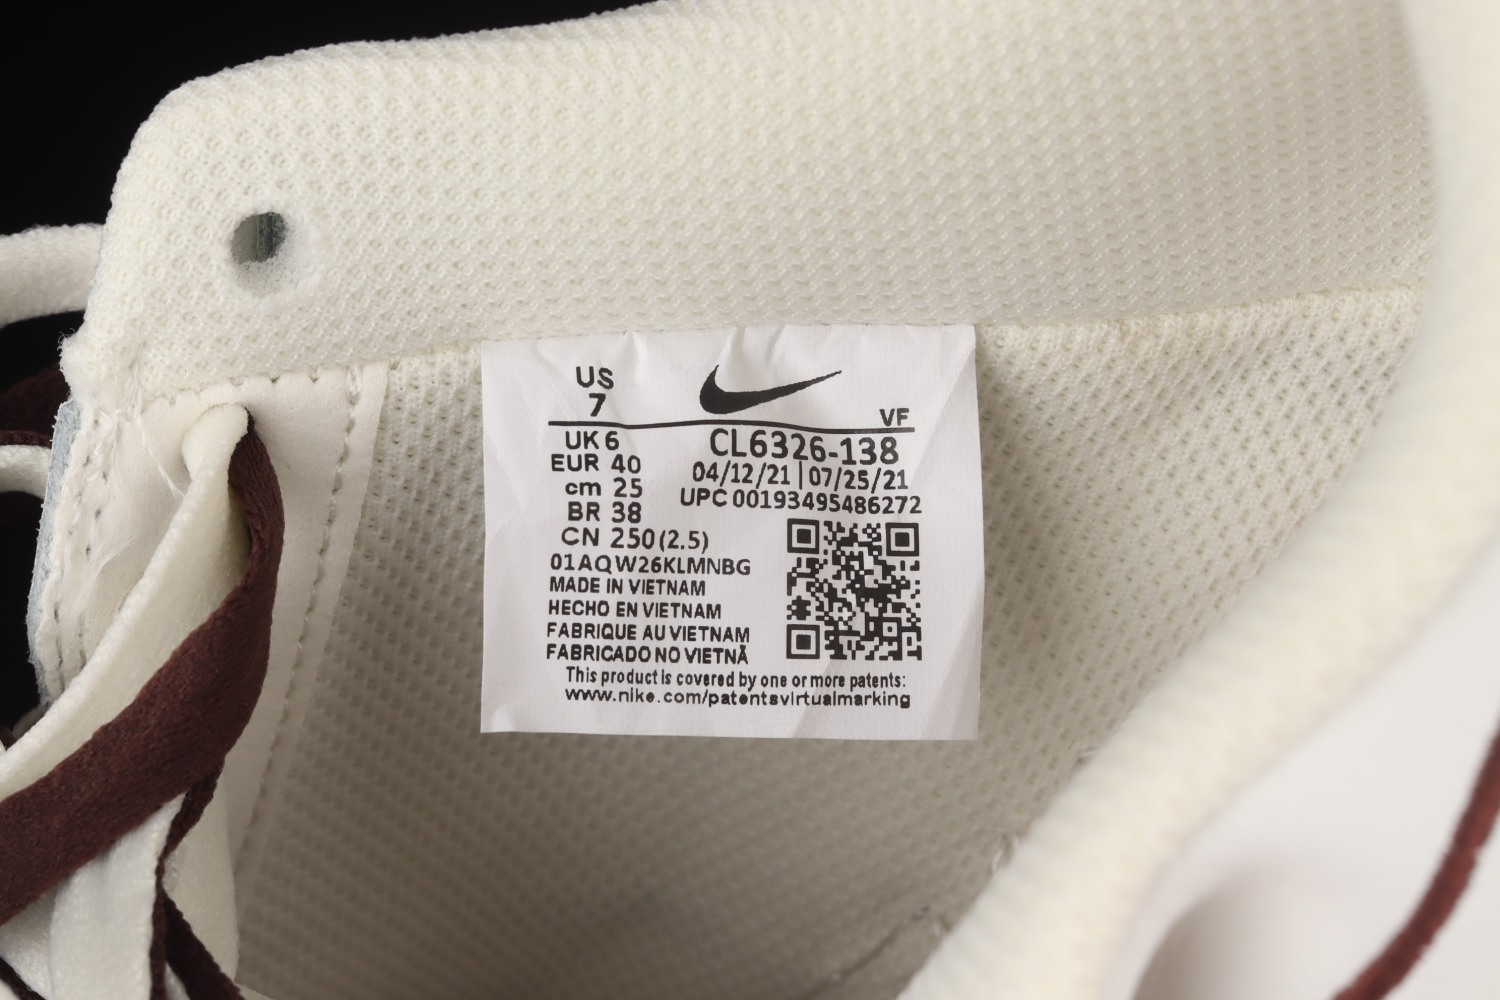 US
7
VF
UK 6
EUR 40
cm 25
BR 38
CN 250(2.5)
CL6326-138
04/12/21|07/25/21
UPC 00193495486272
01AQW26KLMNBG
MADE IN VIETNAM
HECHO EN VIETNAM
FABRIQUE AU VIETNAM
FABRICADO NO VIETNÃ
This product is covered by one or more patents:
www.nike.com/patentsvirtualmarking